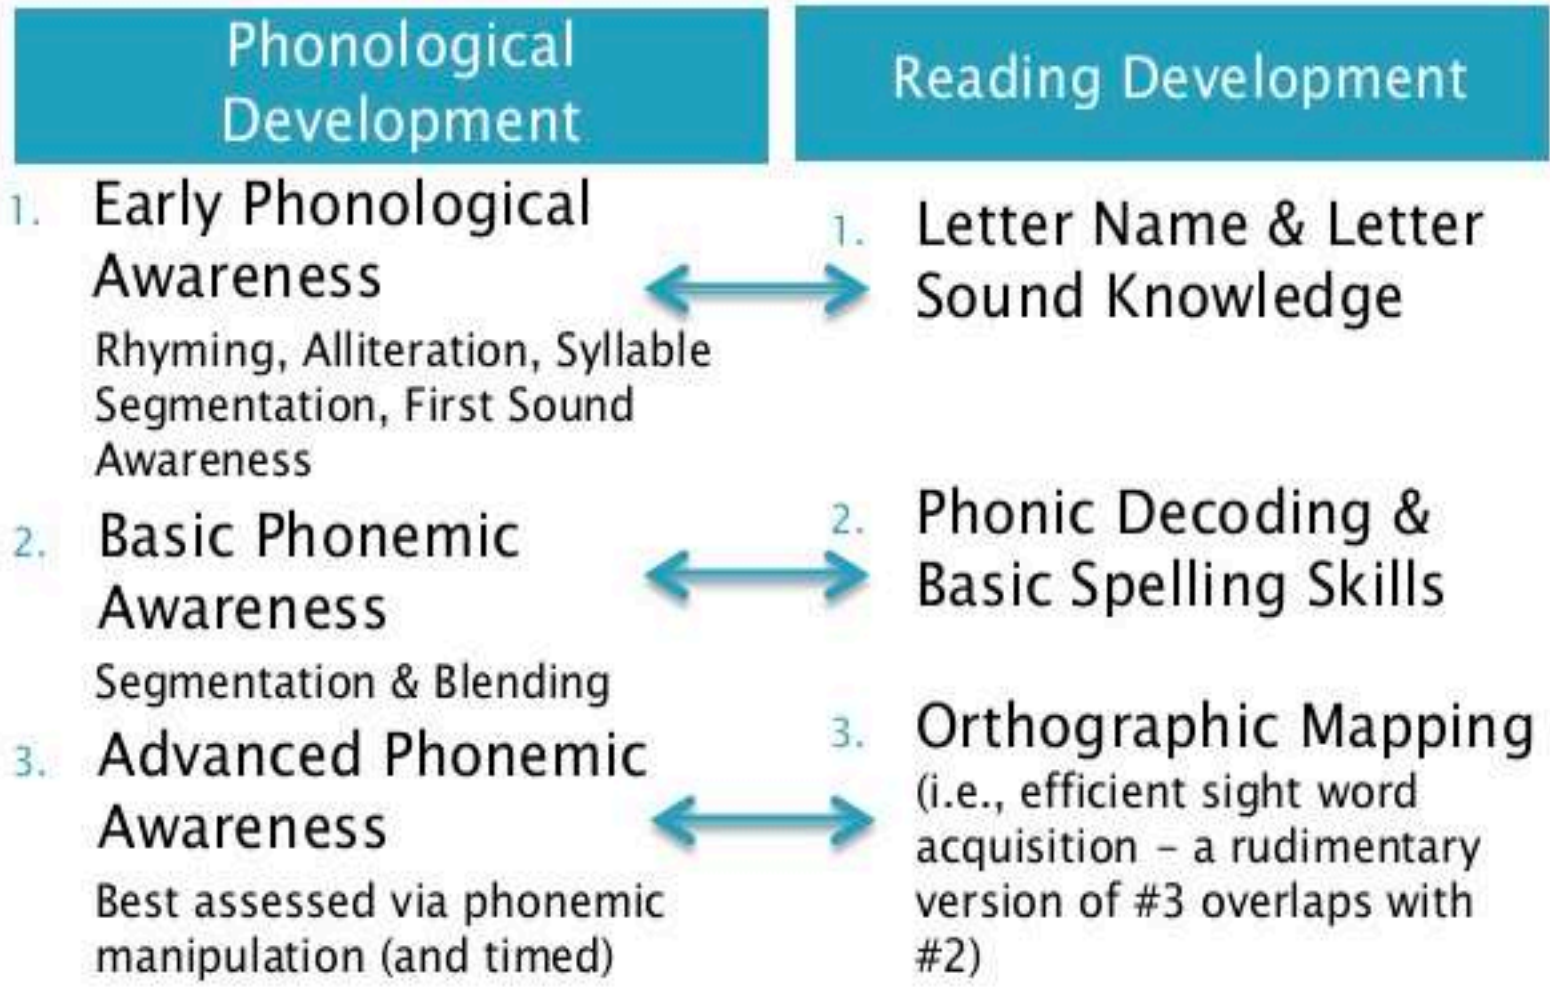 Phonological
Development
Reading Development
1. Early Phonological
Awareness
Rhyming, Alliteration, Syllable
Segmentation, First Sound
Awareness
2. Basic Phonemic
Awareness
Segmentation & Blending
3. Advanced Phonemic
Awareness
Best assessed via phonemic
manipulation (and timed)
1. Letter Name & Letter
Sound Knowledge
2. Phonic Decoding &
Basic Spelling Skills
3. Orthographic Mapping
(i.e., efficient sight word
acquisition – a rudimentary
version of #3 overlaps with
#2)